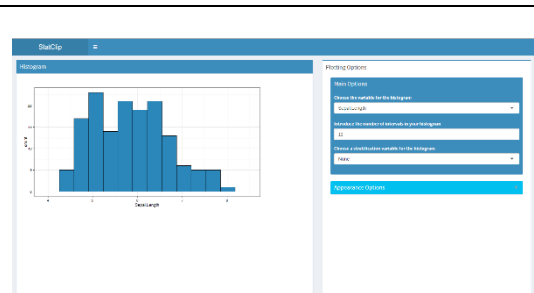 StatClip
Histogram
Plotting Options
Main Options
Choose the variable for the histogram
Sepal.Length
Introduce the number of intervals in your histogram
Choose a stratification variable for the histogram
None
Appearance Options
count
Sepal.Length